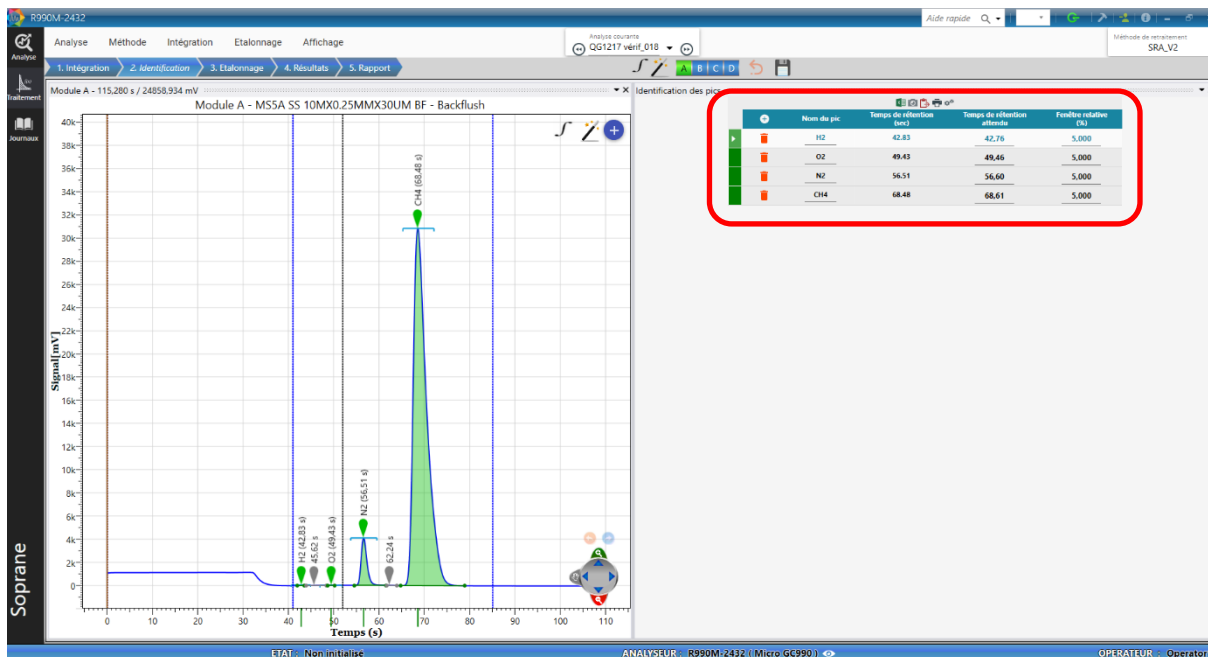 R990M-2432
Aide rapide
Analyse
Méthode
Intégration
Etalonnage
Affichage
Analyse courante
QG1217 vérif_018
Méthode de retraitement
SRA_V2
Analyse
Traitement
Journaux
Soprane
1. Intégration
2. Identification
3. Etalonnage
4. Résultats
5. Rapport
A B C D
Module A - 115,280 s / 24858,934 mV
Module A - MS5A SS 10MX0.25MMX30UM BF - Backflush
40k
38k
36k
34k
32k
30k
28k
26k
24k
22k
20k
18k
16k
14k
12k
10k
8k
6k
4k
2k
0
Signal[mV]
H2 (42,83 s)
45,62 s
O2 (49,43 s)
N2 (56,51 s)
62,24 s
CH4 (68,48 s)
0 10 20 30 40 50 60 70 80 90 100 110
Temps (s)
Identification des pics
Nom du pic Temps de rétention (sec) Temps de rétention attendu Fenêtre relative (%)
H2 42.83 42,76 5,000
O2 49.43 49,46 5,000
N2 56.51 56,60 5,000
CH4 68.48 68,61 5,000
ETAT : Non initialisé
ANALYSEUR : R990M-2432 ( Micro GC990 )
OPERATEUR : Operator